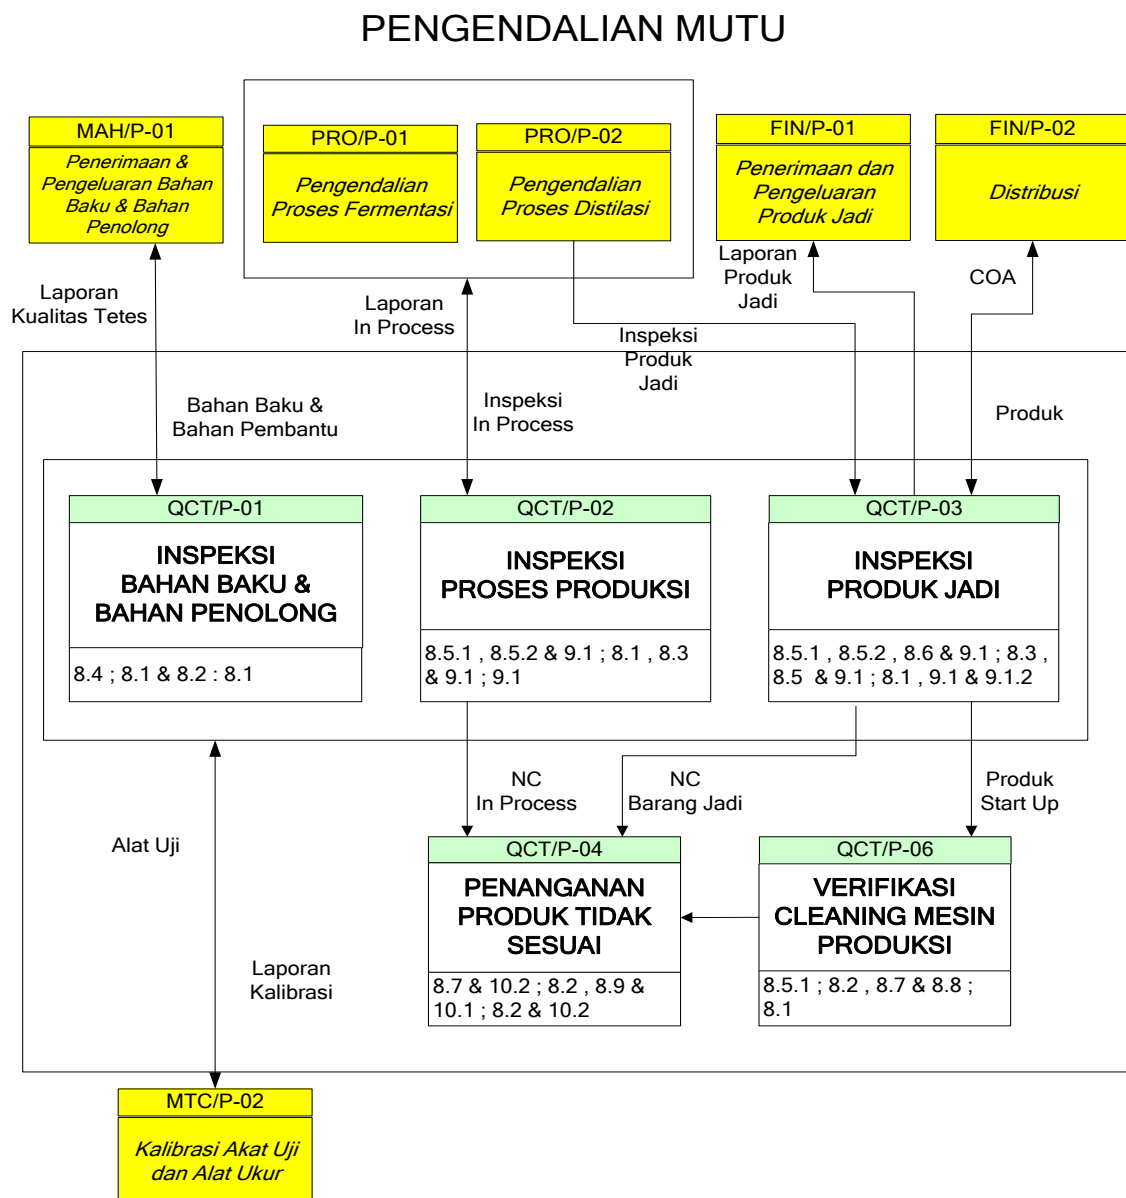 PENGENDALIAN MUTU
MAH/P-01
Penerimaan &
Pengeluaran Bahan
Baku & Bahan
Penolong
PRO/P-01
Pengendalian
Proses Fermentasi
PRO/P-02
Pengendalian
Proses Distilasi
FIN/P-01
Penerimaan dan
Pengeluaran
Produk Jadi
FIN/P-02
Distribusi
Laporan
Kualitas Tetes
Laporan
In Process
Laporan
Produk
Jadi
COA
Inspeksi
Produk
Jadi
Bahan Baku &
Bahan Pembantu
Inspeksi
In Process
Produk
QCT/P-01
INSPEKSI
BAHAN BAKU &
BAHAN PENOLONG
8.4 ; 8.1 & 8.2 : 8.1
QCT/P-02
INSPEKSI
PROSES PRODUKSI
8.5.1 , 8.5.2 & 9.1 ; 8.1 , 8.3
& 9.1 ; 9.1
QCT/P-03
INSPEKSI
PRODUK JADI
8.5.1 , 8.5.2 , 8.6 & 9.1 ; 8.3 ,
8.5 & 9.1 ; 8.1 , 9.1 & 9.1.2
NC
In Process
NC
Barang Jadi
Produk
Start Up
Alat Uji
QCT/P-04
PENANGANAN
PRODUK TIDAK
SESUAI
8.7 & 10.2 ; 8.2 , 8.9 &
10.1 ; 8.2 & 10.2
QCT/P-06
VERIFIKASI
CLEANING MESIN
PRODUKSI
8.5.1 ; 8.2 , 8.7 & 8.8 ;
8.1
Laporan
Kalibrasi
MTC/P-02
Kalibrasi Akat Uji
dan Alat Ukur